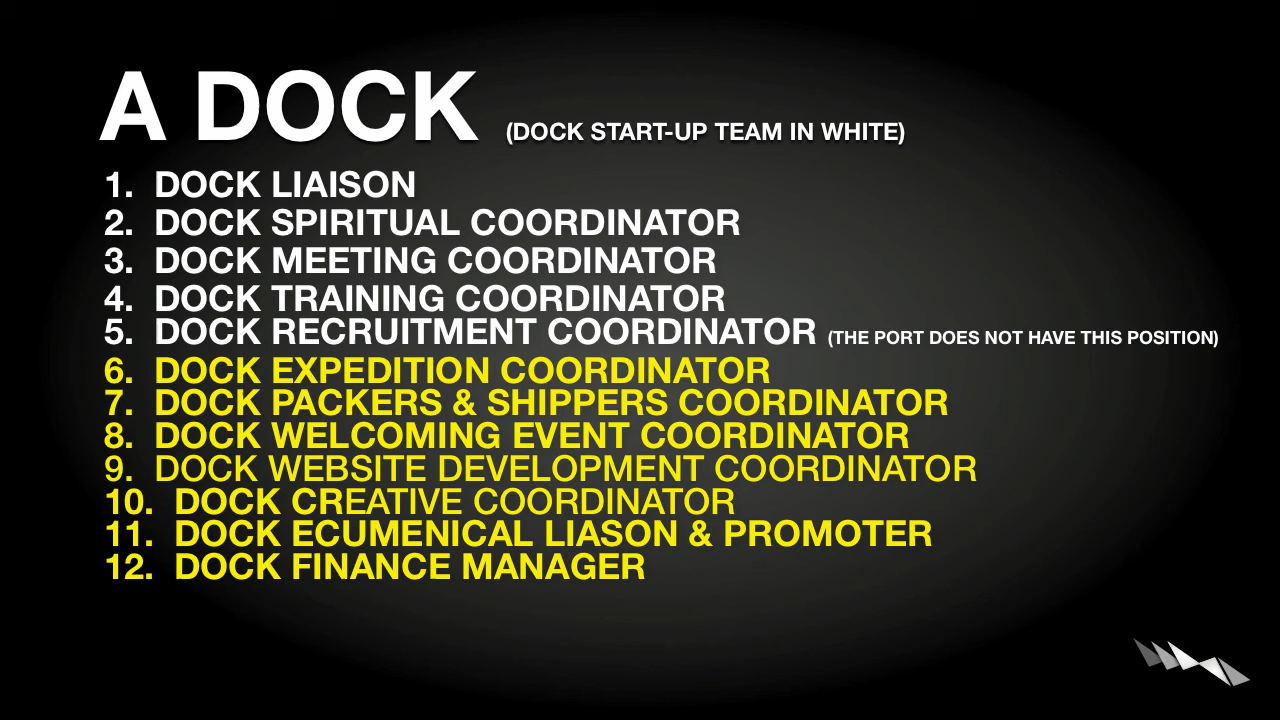 A DOCK (DOCK START-UP TEAM IN WHITE)
1. DOCK LIAISON
2. DOCK SPIRITUAL COORDINATOR
3. DOCK MEETING COORDINATOR
4. DOCK TRAINING COORDINATOR
5. DOCK RECRUITMENT COORDINATOR (THE PORT DOES NOT HAVE THIS POSITION)
6. DOCK EXPEDITION COORDINATOR
7. DOCK PACKERS & SHIPPERS COORDINATOR
8. DOCK WELCOMING EVENT COORDINATOR
9. DOCK WEBSITE DEVELOPMENT COORDINATOR
10. DOCK CREATIVE COORDINATOR
11. DOCK ECUMENICAL LIASON & PROMOTER
12. DOCK FINANCE MANAGER